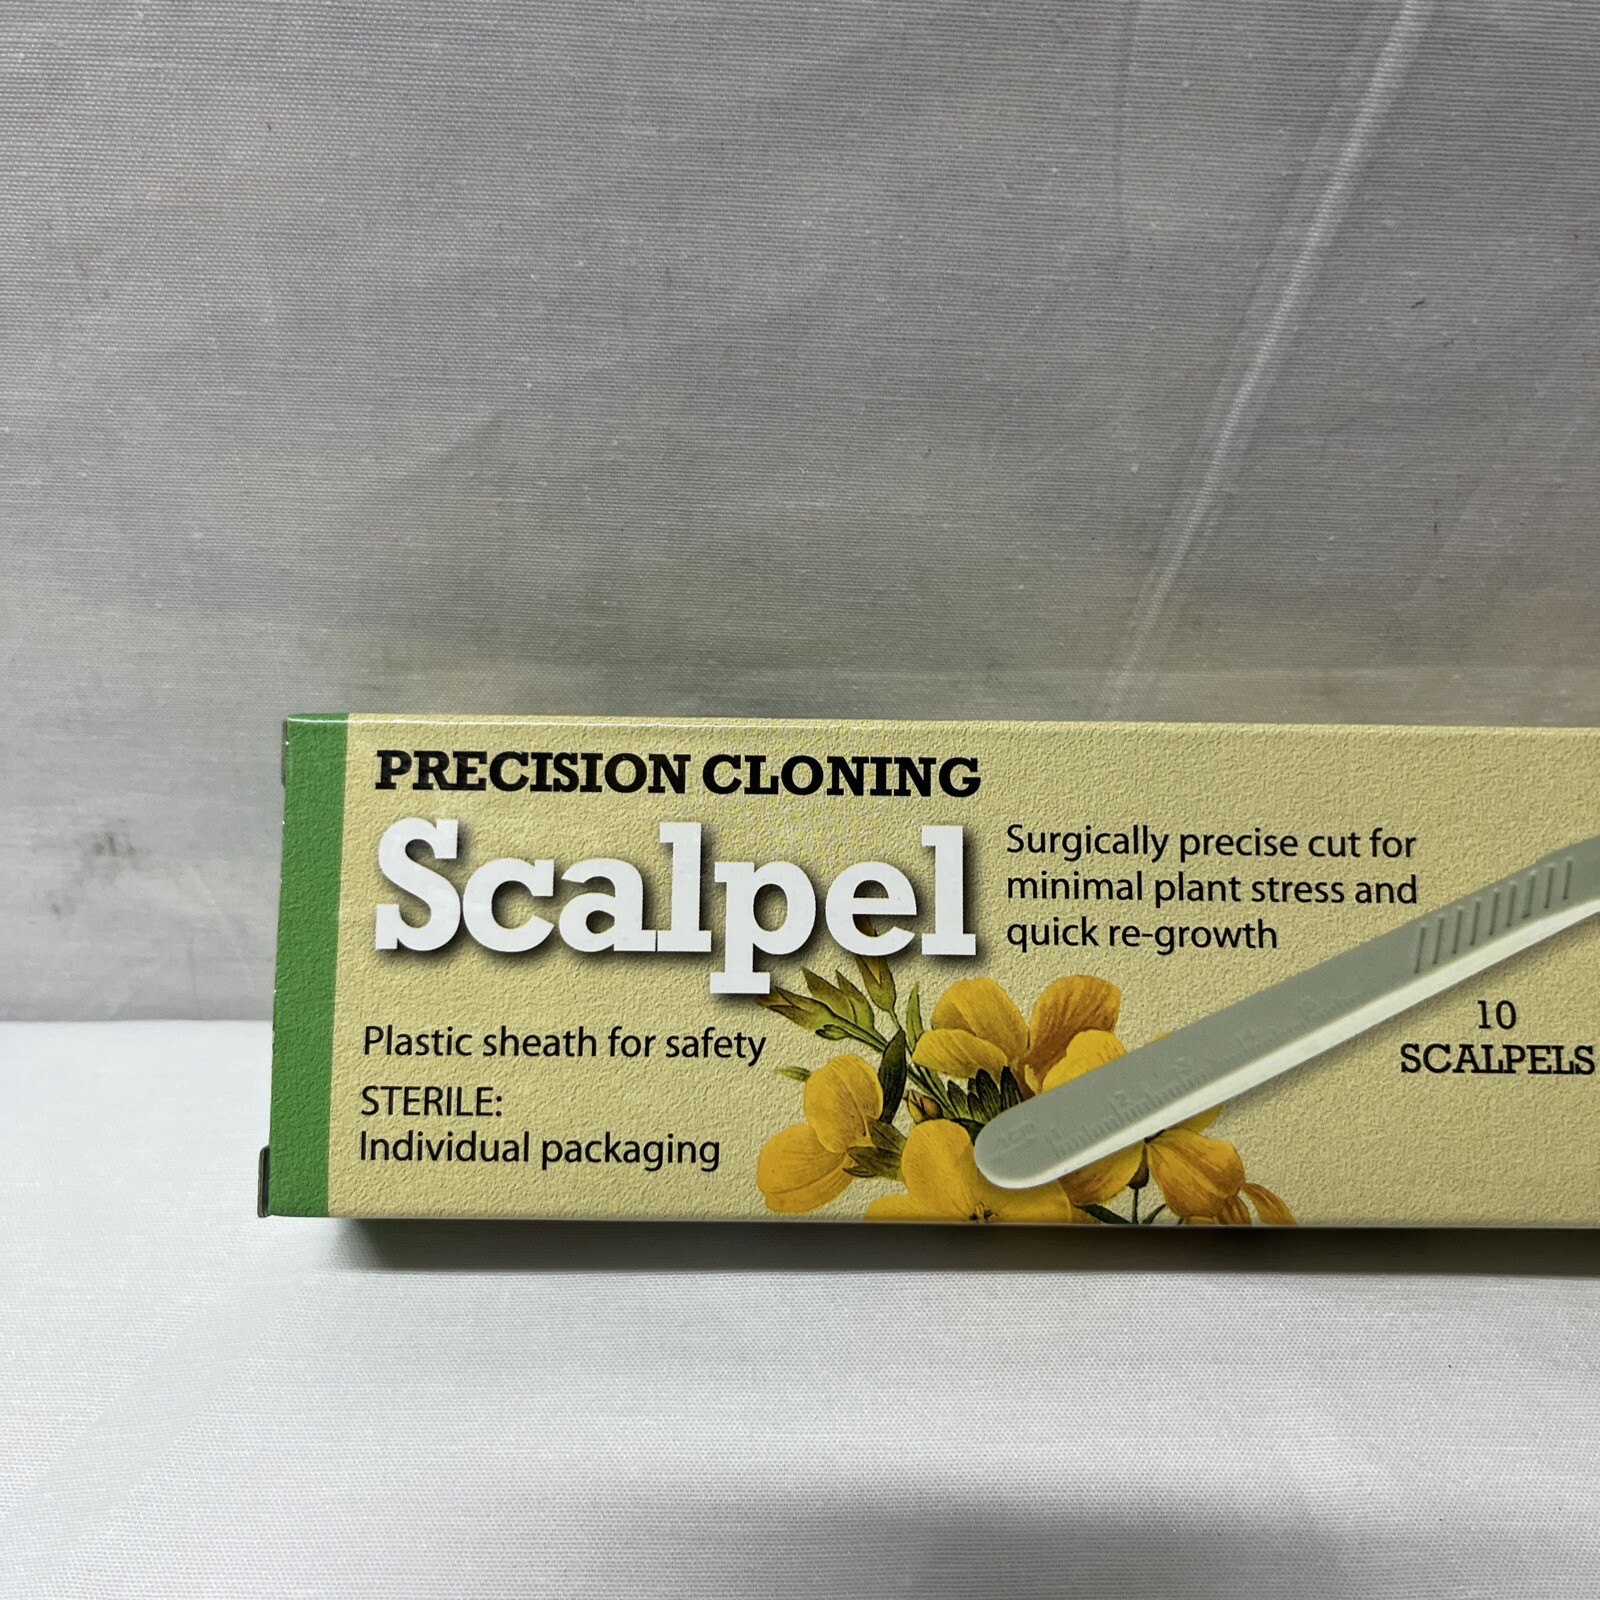 PRECISION CLONING
Scalpel
Surgically precise cut for
minimal plant stress and
quick re-growth
Plastic sheath for safety
STERILE:
Individual packaging
10
SCALPELS